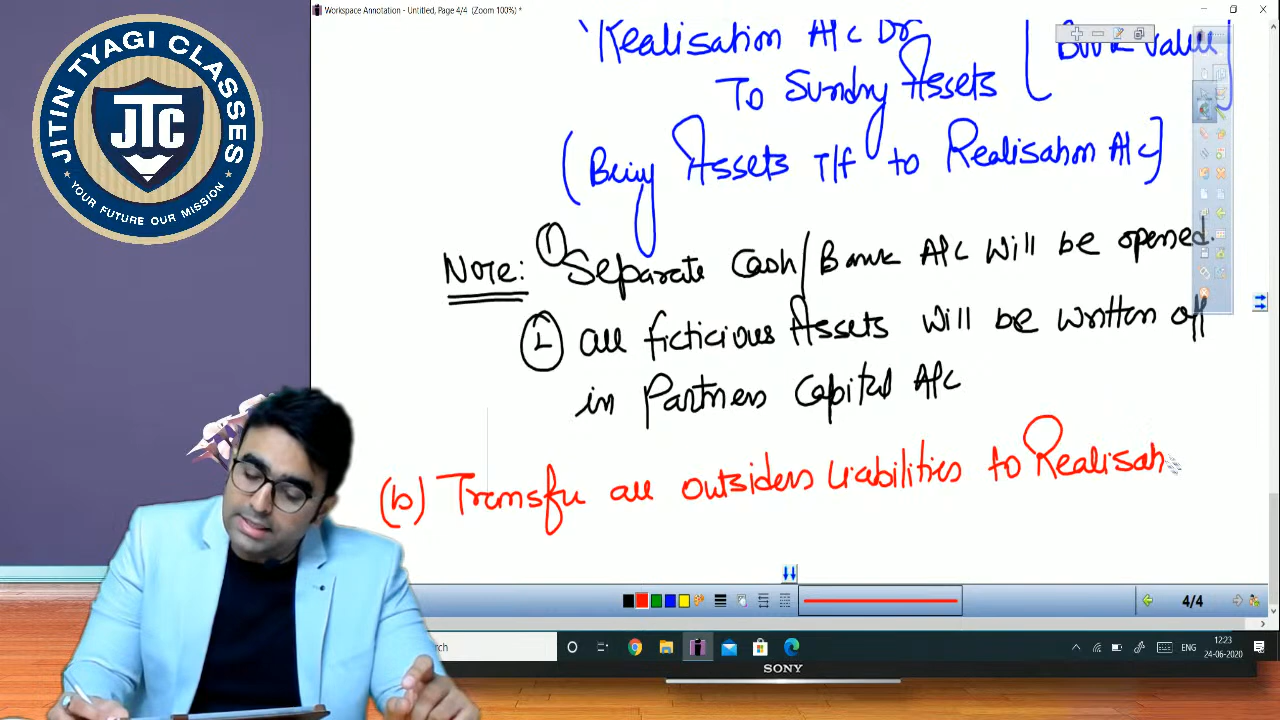 Workspace Annotation - Untitled, Page 4/4 (Zoom 100%) *
JITIN TYAGI CLASSES
JTC
YOUR FUTURE OUR MISSION
Realisation A/c Dr
To Sundry Assets
Book Value
(Being Assets T/f to Realisation A/c]
Note: ① Separate Cash/Bank A/c will be opened.
② all ficticious Assets will be written off
in Partners Capital A/c
(b) Transfer all outsiders Liabilities to Realisat
4/4
rch
ENG
12:23
24-06-2020
SONY